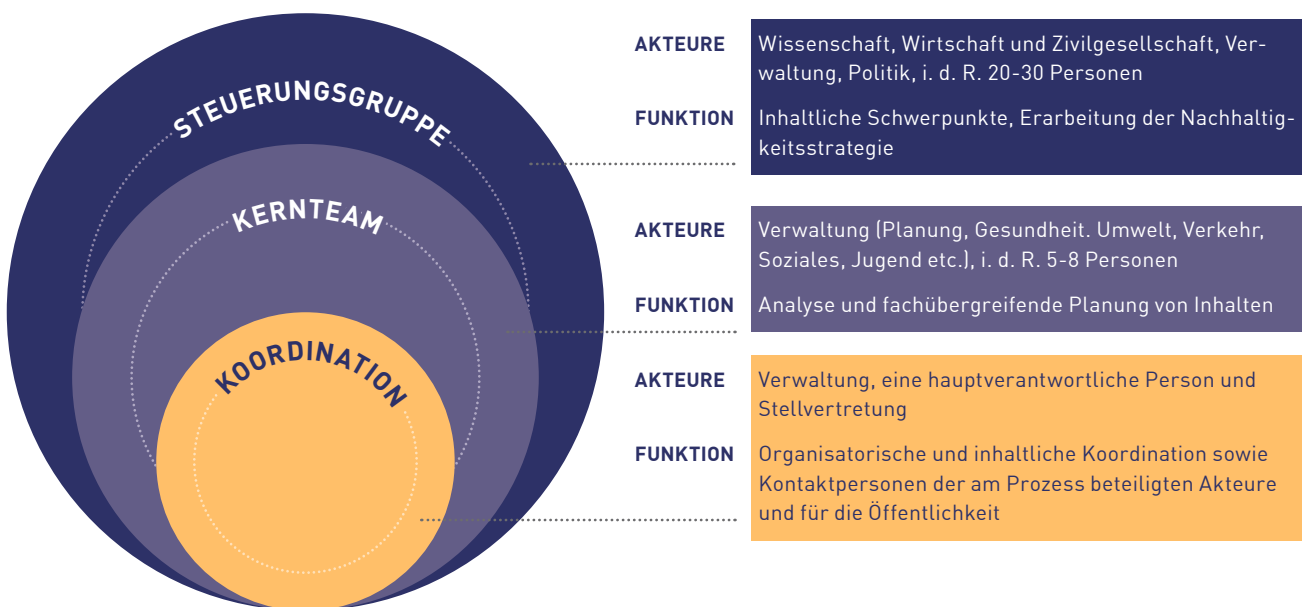 STEUERUNGSGRUPPE
AKTEURE
Wissenschaft, Wirtschaft und Zivilgesellschaft, Ver-
waltung, Politik, i. d. R. 20-30 Personen
FUNKTION
Inhaltliche Schwerpunkte, Erarbeitung der Nachhaltig-
keitsstrategie
KERNTEAM
AKTEURE
Verwaltung (Planung, Gesundheit. Umwelt, Verkehr,
Soziales, Jugend etc.), i. d. R. 5-8 Personen
FUNKTION
Analyse und fachübergreifende Planung von Inhalten
KOORDINATION
AKTEURE
Verwaltung, eine hauptverantwortliche Person und
Stellvertretung
FUNKTION
Organisatorische und inhaltliche Koordination sowie
Kontaktpersonen der am Prozess beteiligten Akteure
und für die Öffentlichkeit